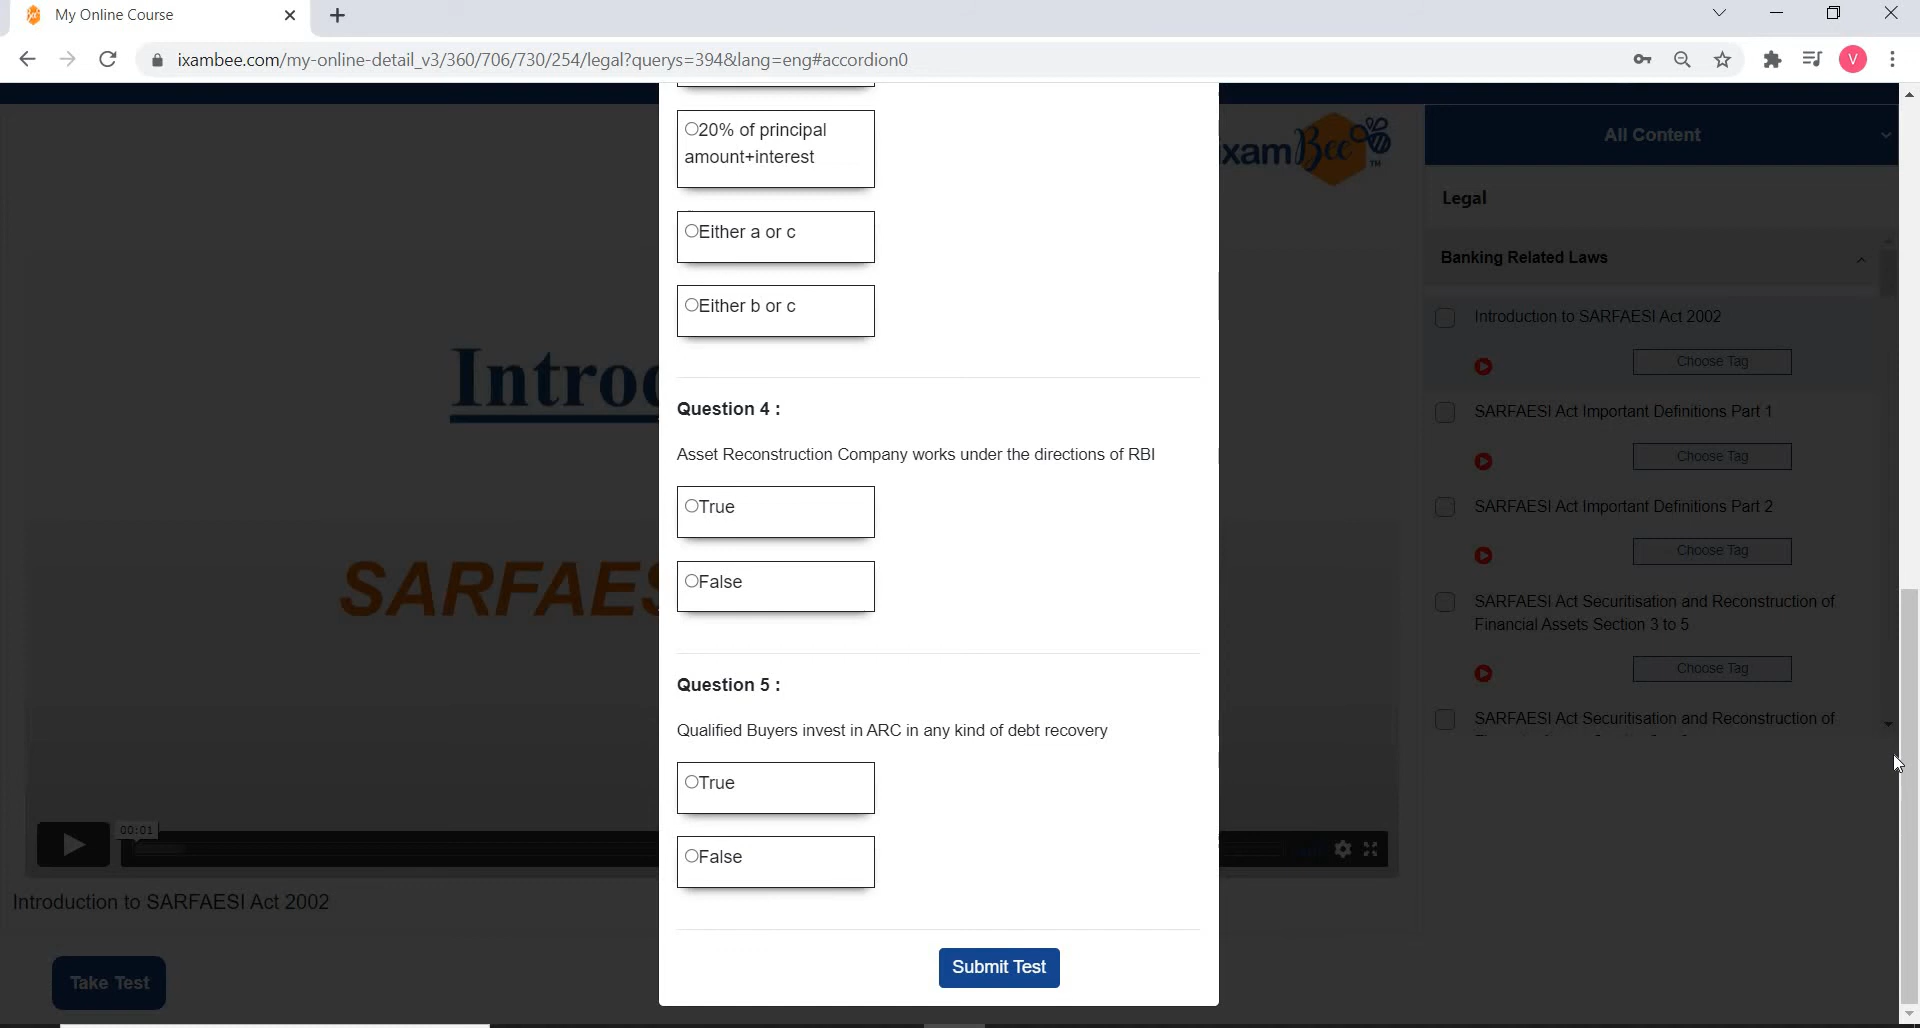 My Online Course
ixambee.com/my-online-detail_v3/360/706/730/254/legal?querys=394&lang=eng#accordion0
V
20% of principal
amount+interest
Either a or c
Either b or c
Question 4 :
Asset Reconstruction Company works under the directions of RBI
True
False
Question 5 :
Qualified Buyers invest in ARC in any kind of debt recovery
True
False
Submit Test
xam Bee
TM
Introd
SARFAES
00:01
Introduction to SARFAESI Act 2002
Take Test
All Content
Legal
Banking Related Laws
Introduction to SARFAESI Act 2002
Choose Tag
SARFAESI Act Important Definitions Part 1
Choose Tag
SARFAESI Act Important Definitions Part 2
Choose Tag
SARFAESI Act Securitisation and Reconstruction of
Financial Assets Section 3 to 5
Choose Tag
SARFAESI Act Securitisation and Reconstruction of